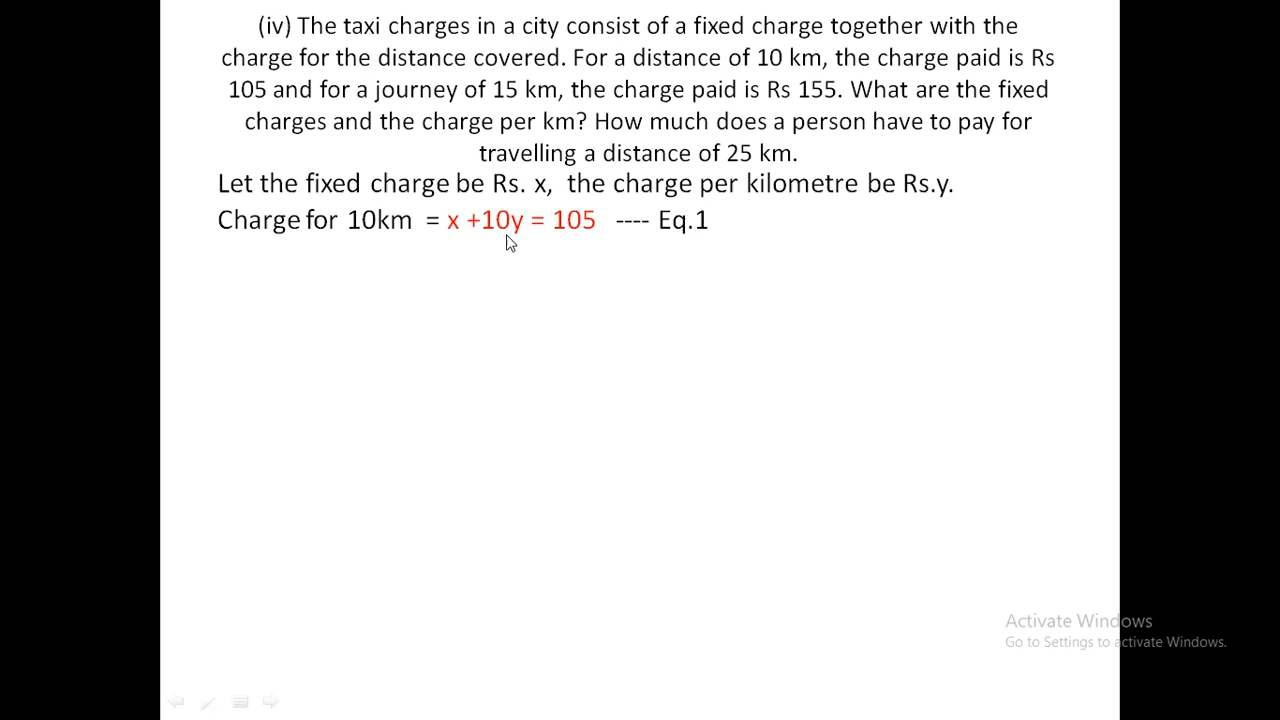 (iv) The taxi charges in a city consist of a fixed charge together with the
charge for the distance covered. For a distance of 10 km, the charge paid is Rs
105 and for a journey of 15 km, the charge paid is Rs 155. What are the fixed
charges and the charge per km? How much does a person have to pay for
travelling a distance of 25 km.
Let the fixed charge be Rs. x, the charge per kilometre be Rs.y.
Charge for 10km = x +10y = 105 ---- Eq.1
Activate Windows
Go to Settings to activate Windows.